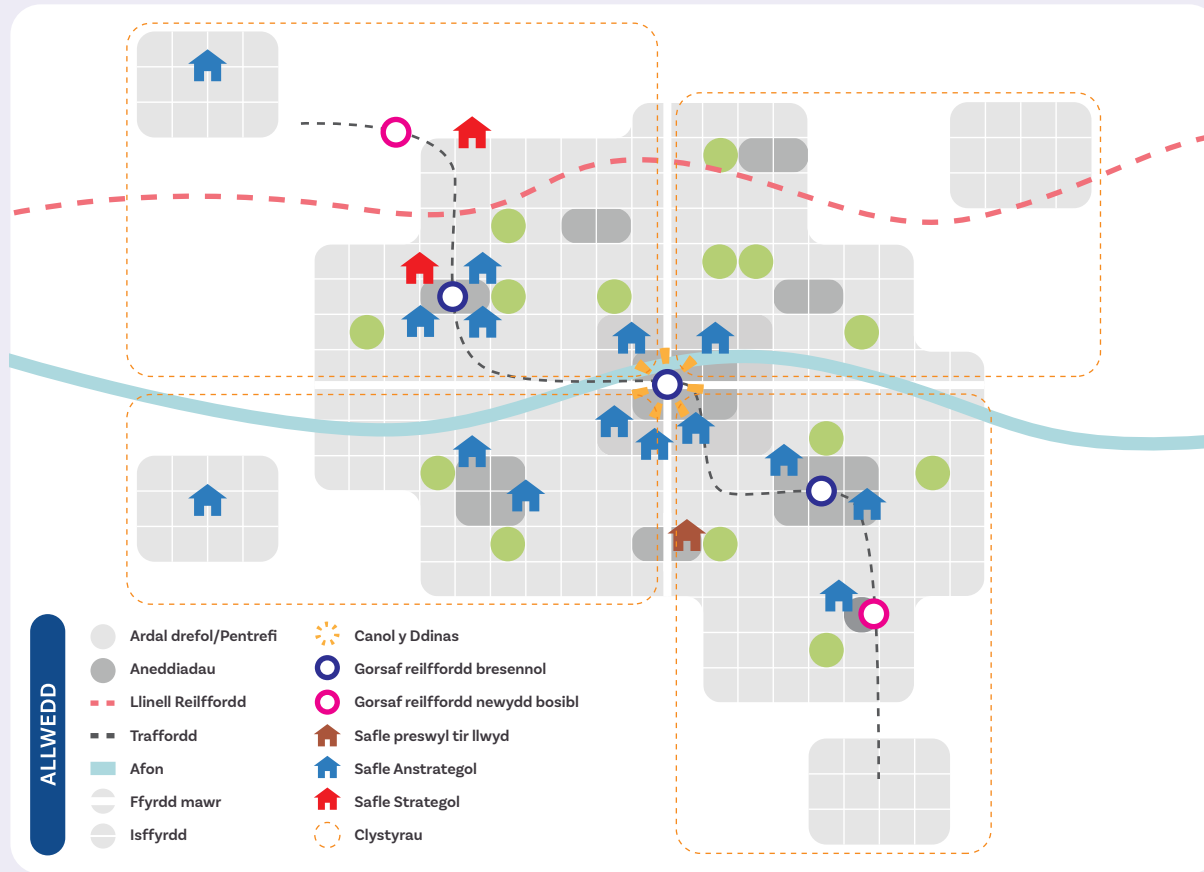 ALLWEDD
Ardal drefol/Pentrefi
Aneddiadau
Llinell Reilffordd
Traffordd
Afon
Ffyrdd mawr
Isffyrdd
Canol y Ddinas
Gorsaf reilffordd bresennol
Gorsaf reilffordd newydd bosibl
Safle preswyl tir llwyd
Safle Anstrategol
Safle Strategol
Clystyrau